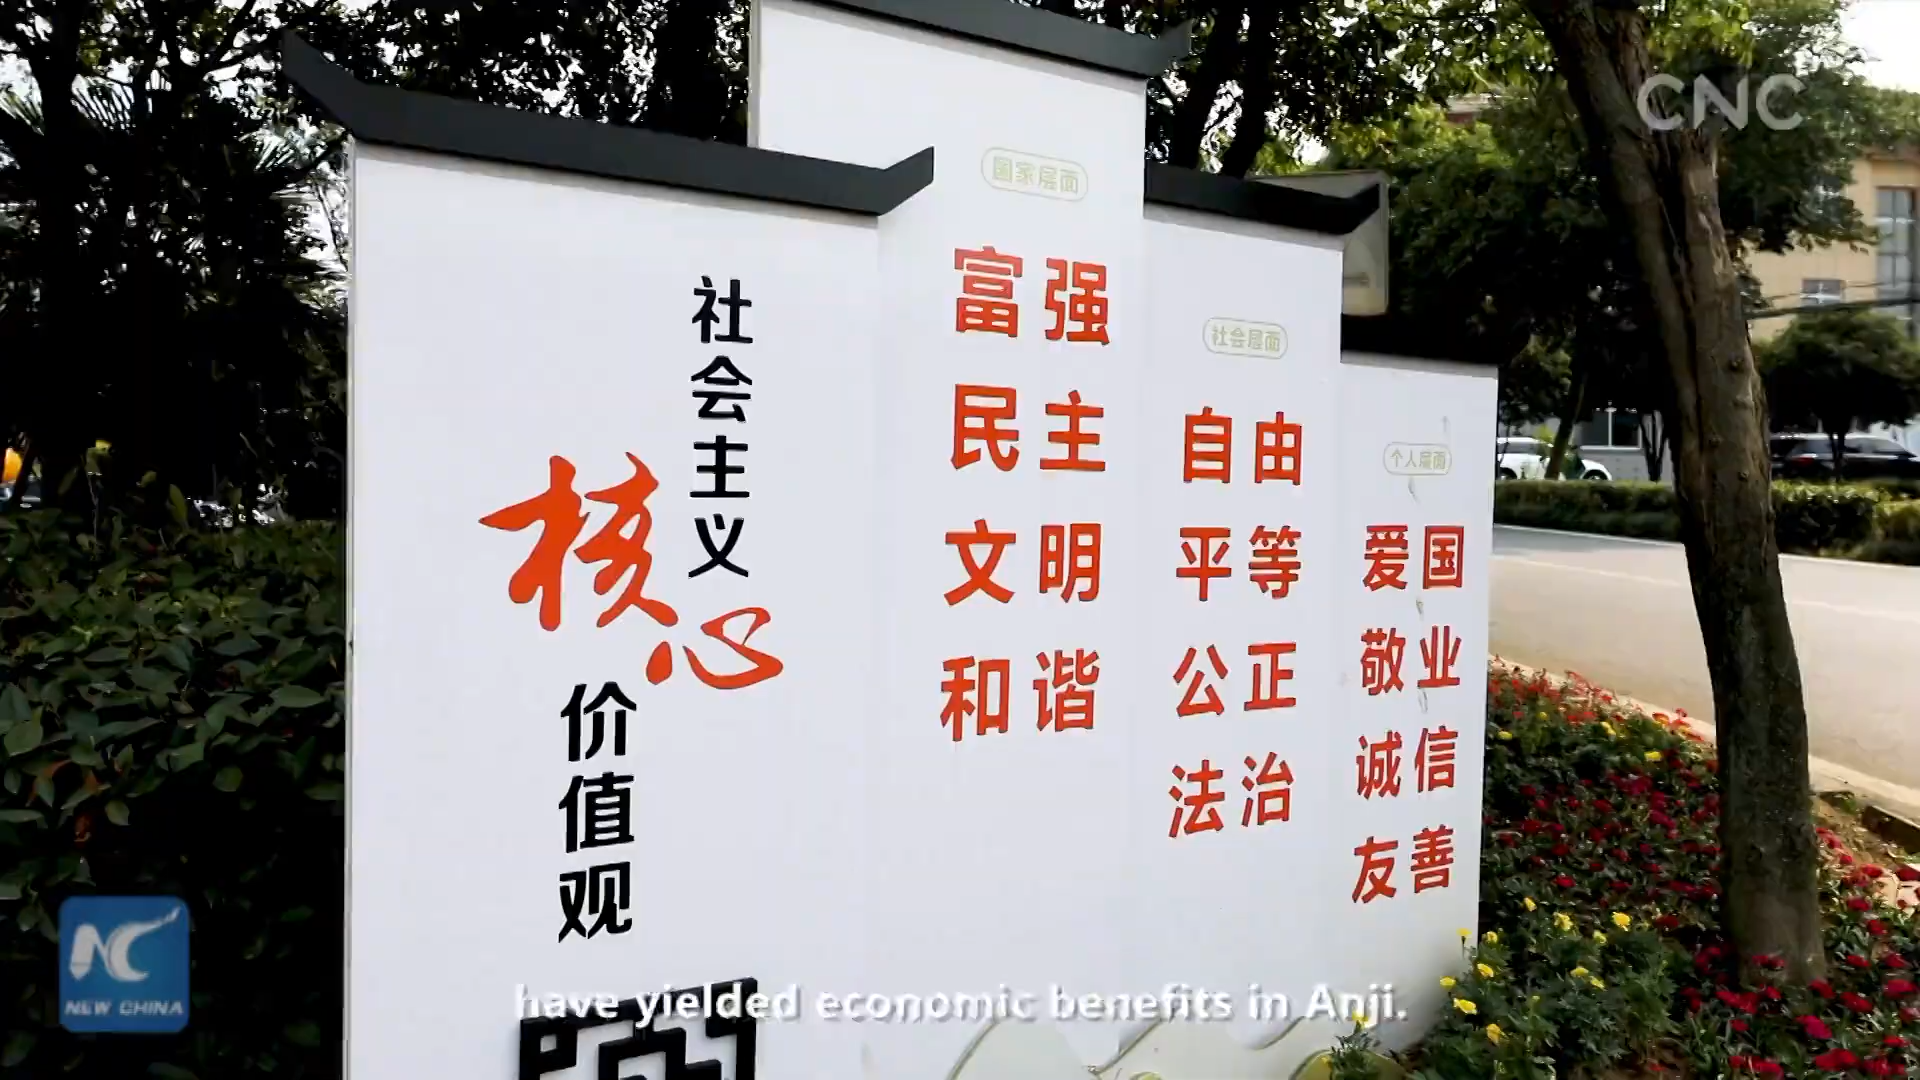 CNC
社会主义
核心
价值观
国家层面
富强
民主
文明
和谐
社会层面
自由
平等
公正
法治
个人层面
爱国
敬业
诚信
友善
have yielded economic benefits in Anji.
NC
NEW CHINA